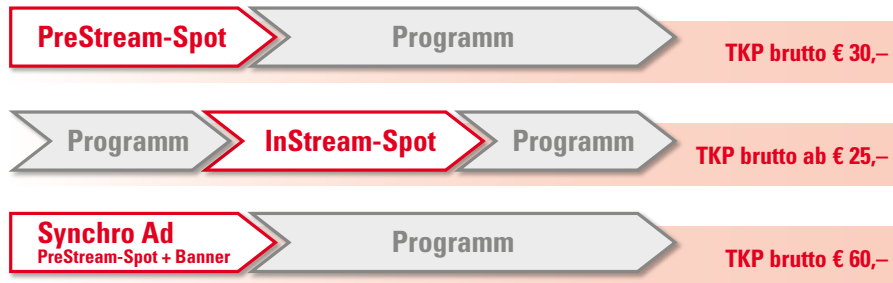 PreStream-Spot Programm TKP brutto € 30,–
Programm InStream-Spot Programm TKP brutto ab € 25,–
Synchro Ad
PreStream-Spot + Banner Programm TKP brutto € 60,–